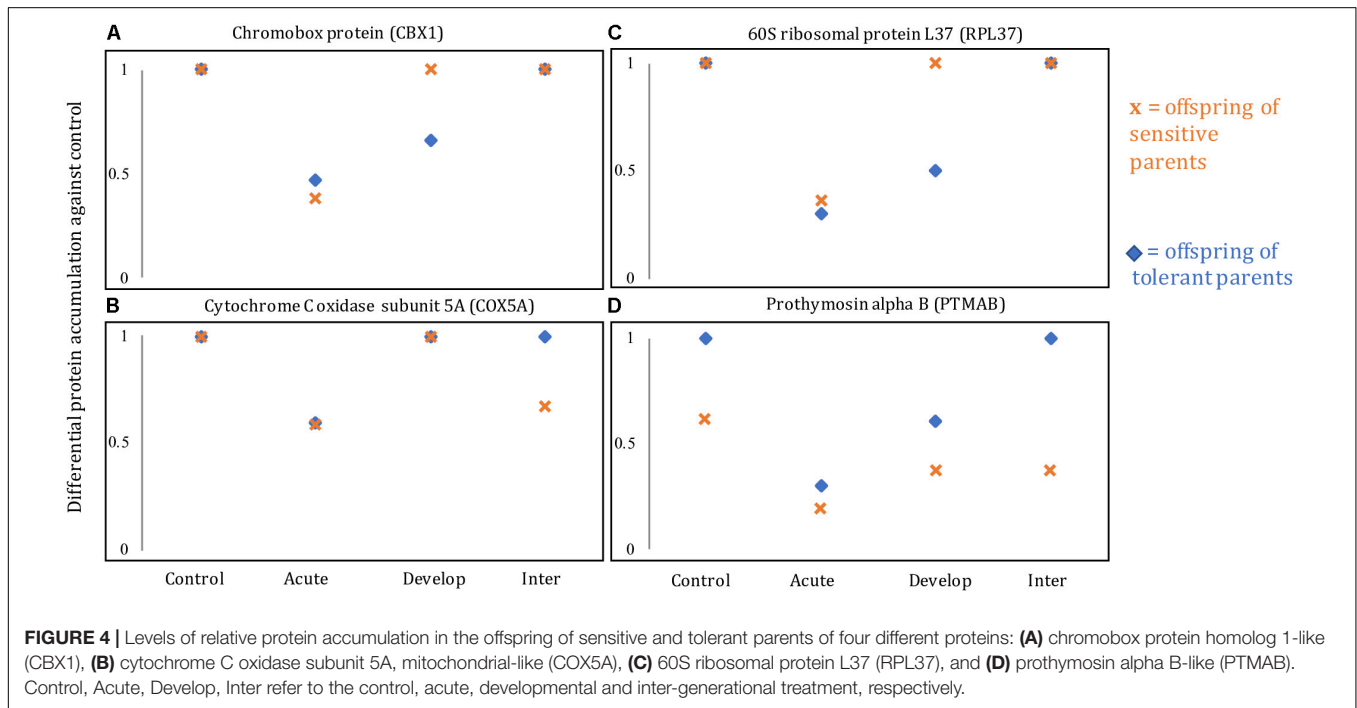 A
Chromobox protein (CBX1)
1
0.5
0
C
60S ribosomal protein L37 (RPL37)
1
0.5
0
B
Cytochrome C oxidase subunit 5A (COX5A)
1
0.5
0
D
Prothymosin alpha B (PTMAB)
1
0.5
0
Differential protein accumulation against control
Control Acute Develop Inter
Control Acute Develop Inter
x = offspring of
sensitive
parents
= offspring of
tolerant parents
FIGURE 4 | Levels of relative protein accumulation in the offspring of sensitive and tolerant parents of four different proteins: (A) chromobox protein homolog 1-like
(CBX1), (B) cytochrome C oxidase subunit 5A, mitochondrial-like (COX5A), (C) 60S ribosomal protein L37 (RPL37), and (D) prothymosin alpha B-like (PTMAB).
Control, Acute, Develop, Inter refer to the control, acute, developmental and inter-generational treatment, respectively.